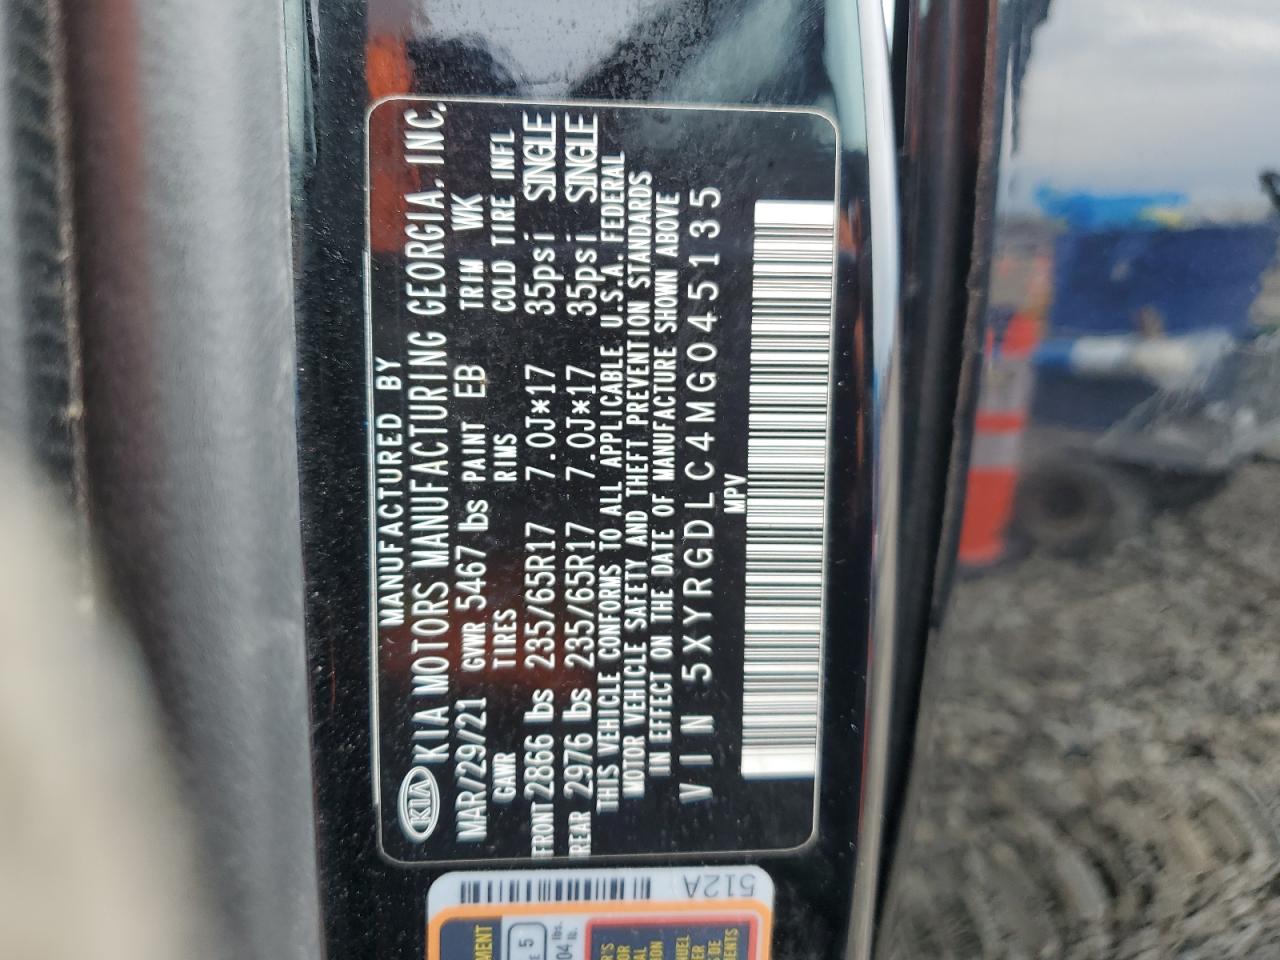 MANUFACTURED BY
KIA KIA MOTORS MANUFACTURING GEORGIA. INC.
MAR/29/21 GVWR 5467 lbs PAINT EB TRIM WK
GAWR TIRES RIMS COLD TIRE INFL
FRONT 2866 lbs 235/65R17 7.0J*17 35psi SINGLE
REAR 2976 lbs 235/65R17 7.0J*17 35psi SINGLE
THIS VEHICLE CONFORMS TO ALL APPLICABLE U.S.A. FEDERAL
MOTOR VEHICLE SAFETY AND THEFT PREVENTION STANDARDS
IN EFFECT ON THE DATE OF MANUFACTURE SHOWN ABOVE
VIN 5XYRGDLC4MG045135
MPV
512A
5